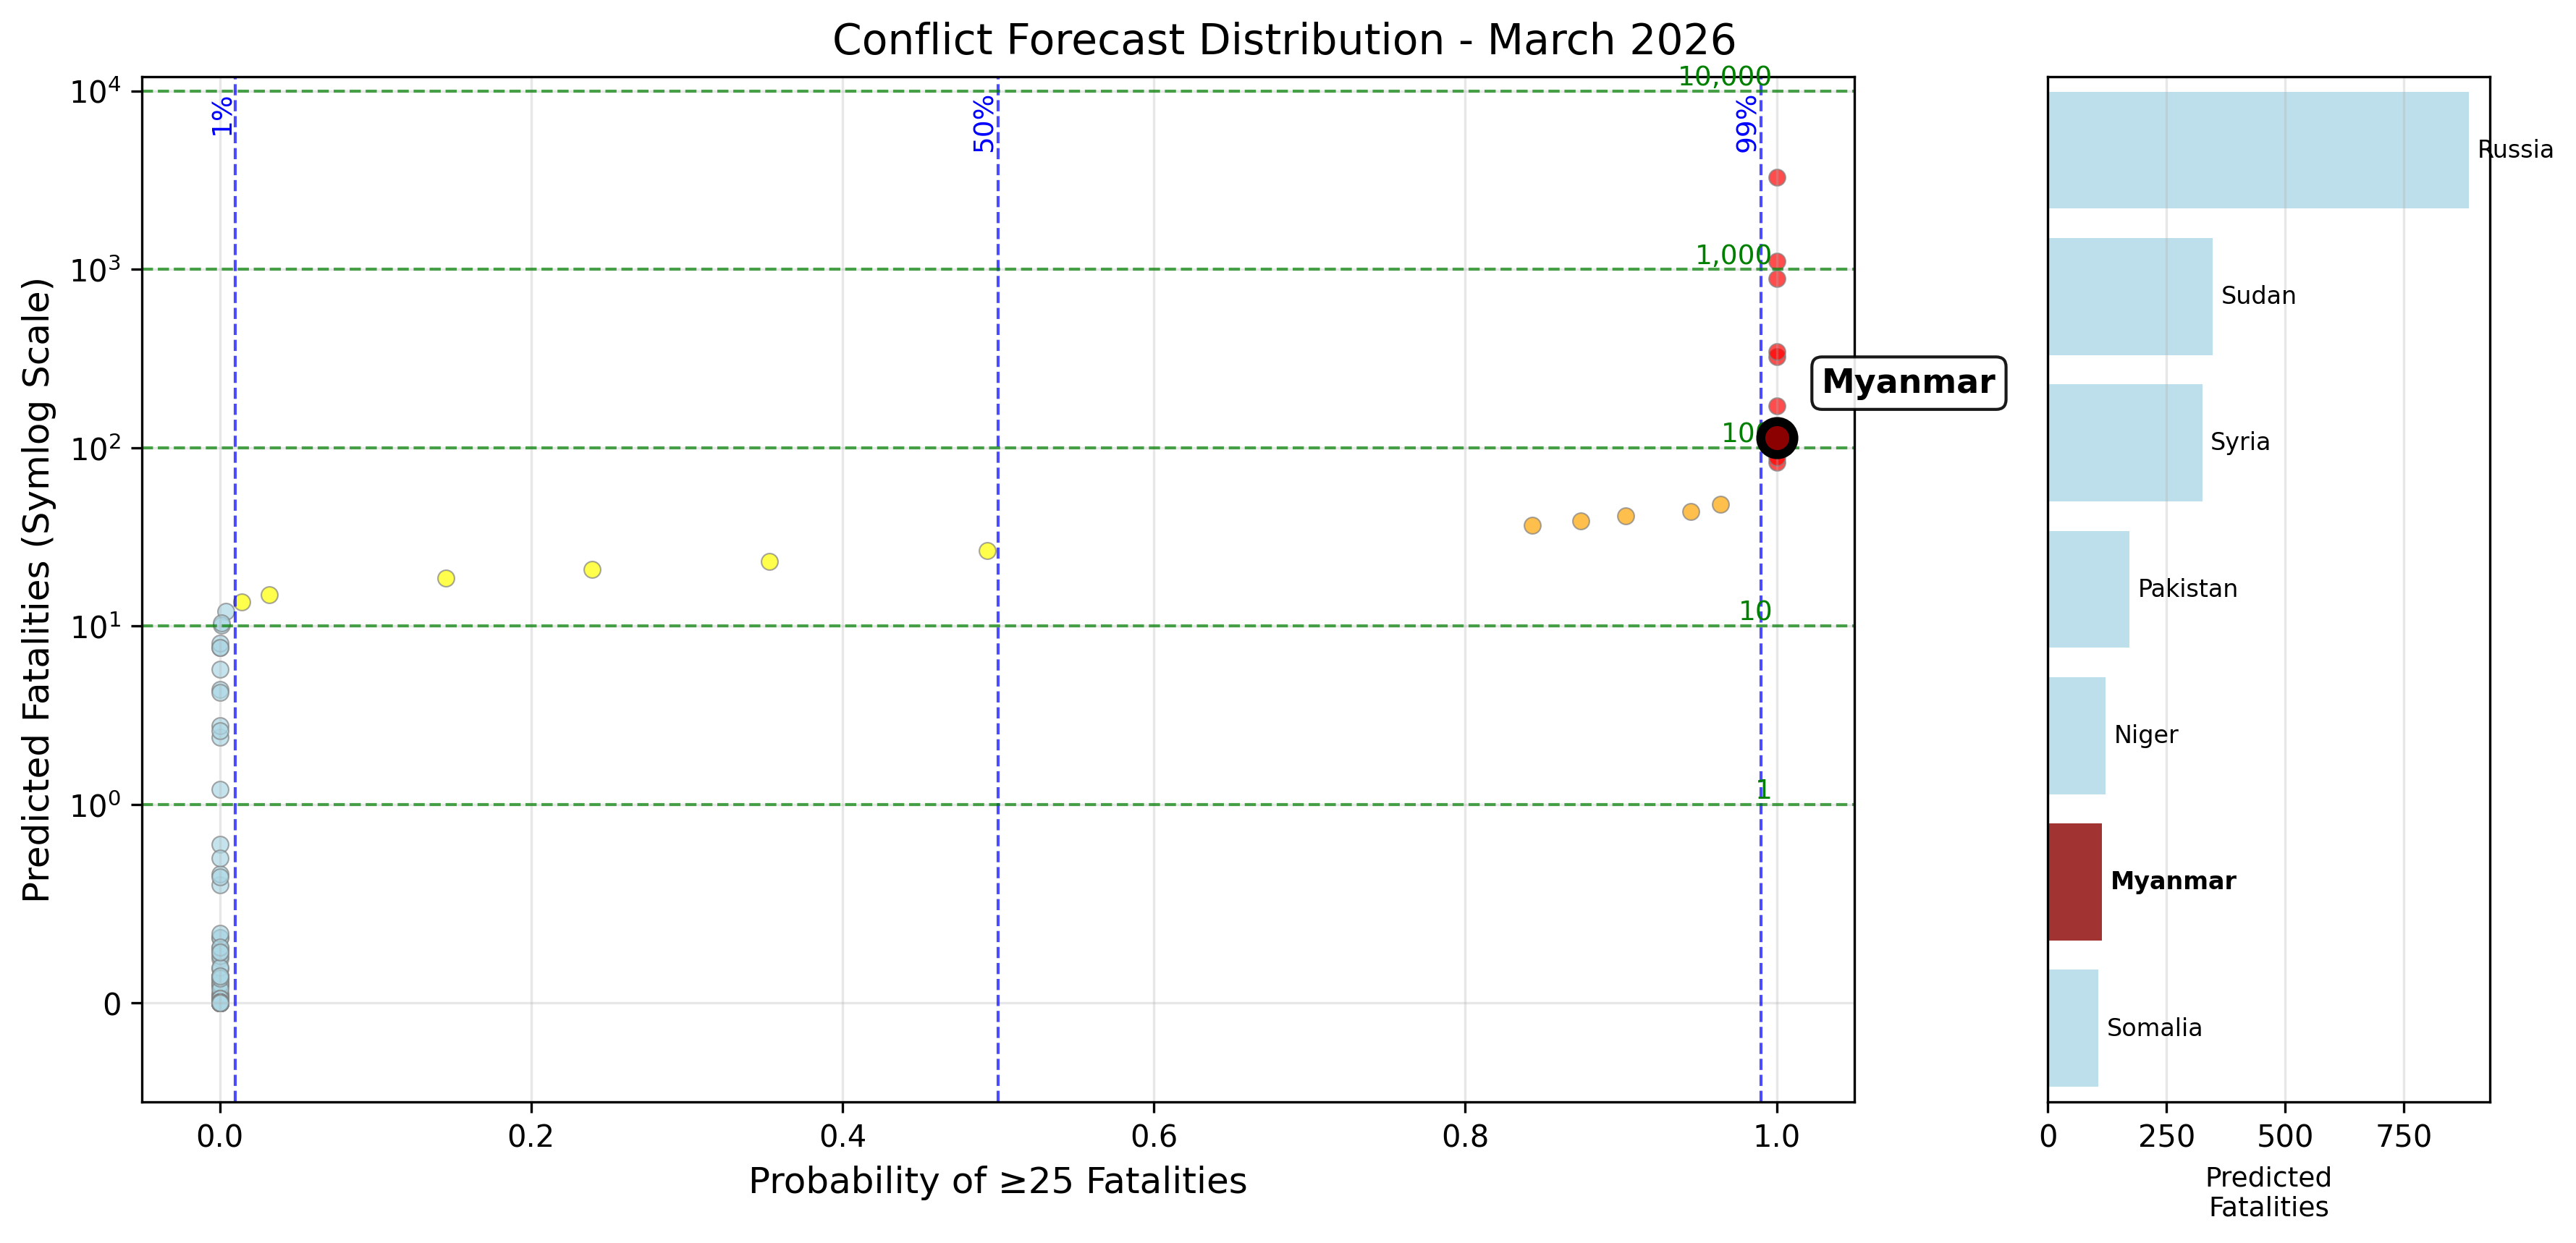 Conflict Forecast Distribution - March 2026
Predicted Fatalities (Symlog Scale)
10⁴
10³
10²
10¹
10⁰
0
1%
50%
99%
10,000
1,000
100
10
1
Myanmar
0.0 0.2 0.4 0.6 0.8 1.0
Probability of ≥25 Fatalities
Russia
Sudan
Syria
Pakistan
Niger
Myanmar
Somalia
0 250 500 750
Predicted
Fatalities